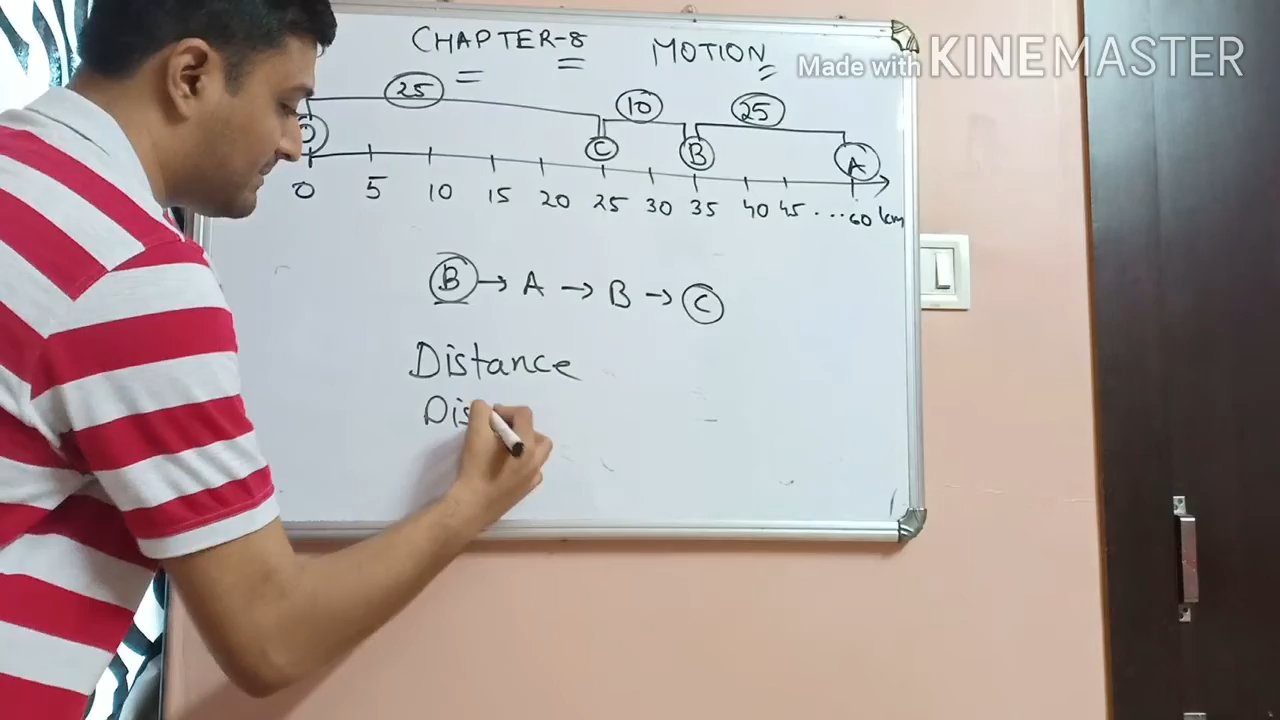 CHAPTER-8 MOTION
Made with KINEMASTER
25 10 25
O C B A
0 5 10 15 20 25 30 35 40 45 ...60 km
B → A → B → C
Distance
Dis